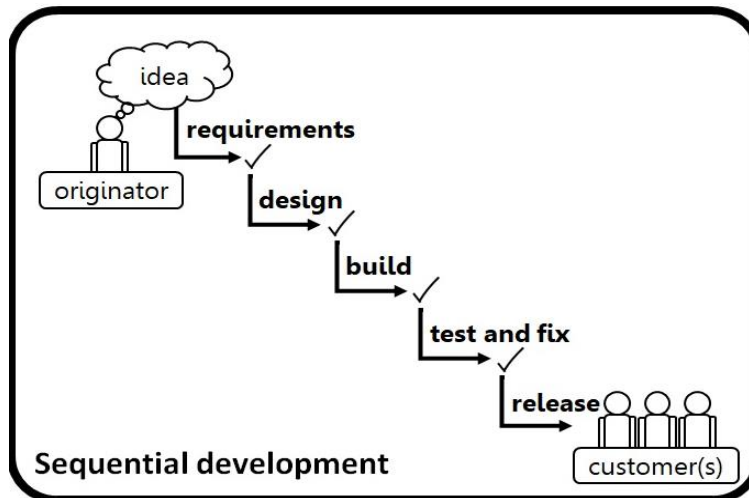 idea
requirements
originator
design
build
test and fix
release
Sequential development
customer(s)